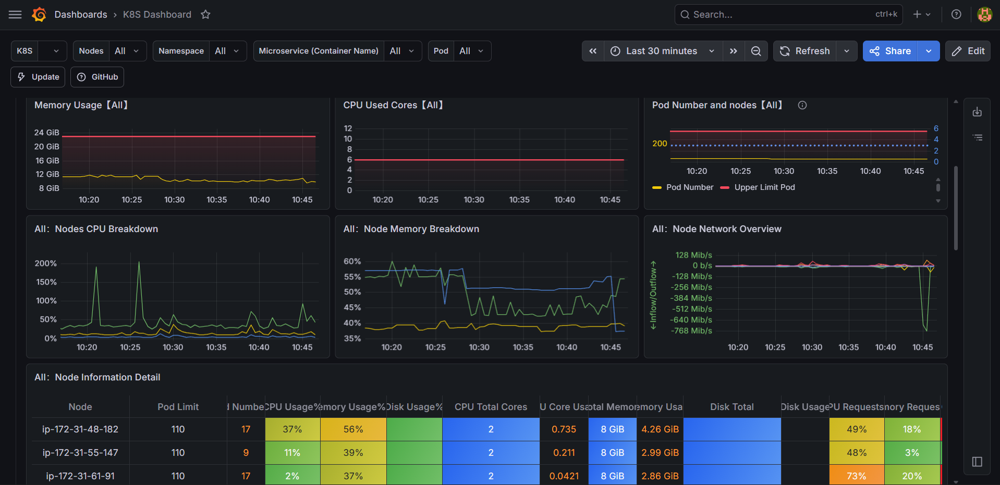 Dashboards › K8S Dashboard
Search... ctrl+k
K8S
Nodes All
Namespace All
Microservice (Container Name) All
Pod All
Last 30 minutes
Refresh
Share
Edit
Update
GitHub
Memory Usage【All】
24 GiB
20 GiB
16 GiB
12 GiB
8 GiB
10:20 10:25 10:30 10:35 10:40 10:45
CPU Used Cores【All】
12
10
8
6
4
2
0
10:20 10:25 10:30 10:35 10:40 10:45
Pod Number and nodes【All】
200
6
4
2
0
10:20 10:25 10:30 10:35 10:40 10:45
Pod Number Upper Limit Pod
All：Nodes CPU Breakdown
200%
150%
100%
50%
0%
10:20 10:25 10:30 10:35 10:40 10:45
All：Node Memory Breakdown
60%
55%
50%
45%
40%
35%
10:20 10:25 10:30 10:35 10:40 10:45
All：Node Network Overview
←Inflow/Outflow→
128 Mib/s
0 b/s
-128 Mib/s
-256 Mib/s
-384 Mib/s
-512 Mib/s
-640 Mib/s
-768 Mib/s
10:20 10:25 10:30 10:35 10:40 10:45
All：Node Information Detail
Node Pod Limit d Numbe CPU Usage% emory Usage% Disk Usage% CPU Total Cores U Core Usa otal Memor emory Usa Disk Total Disk Usage PU Requests mory Reques
ip-172-31-48-182 110 17 37% 56% 2 0.735 8 GiB 4.26 GiB 49% 18%
ip-172-31-55-147 110 9 11% 39% 2 0.211 8 GiB 2.99 GiB 48% 3%
ip-172-31-61-91 110 17 2% 37% 2 0.0421 8 GiB 2.86 GiB 73% 20%